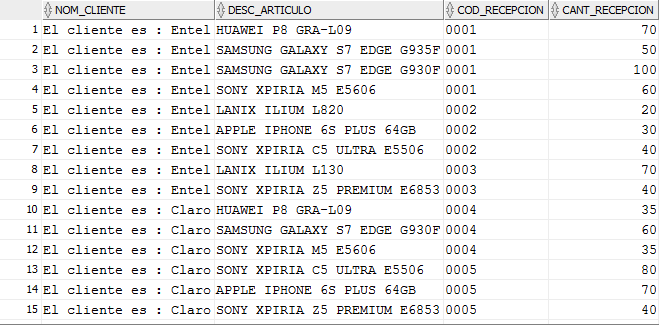 NOM_CLIENTE DESC_ARTICULO COD_RECEPCION CANT_RECEPCION
1 El cliente es : Entel HUAWEI P8 GRA-L09 0001 70
2 El cliente es : Entel SAMSUNG GALAXY S7 EDGE G935F 0001 50
3 El cliente es : Entel SAMSUNG GALAXY S7 EDGE G930F 0001 100
4 El cliente es : Entel SONY XPIRIA M5 E5606 0001 60
5 El cliente es : Entel LANIX ILIUM L820 0002 20
6 El cliente es : Entel APPLE IPHONE 6S PLUS 64GB 0002 30
7 El cliente es : Entel SONY XPIRIA C5 ULTRA E5506 0002 40
8 El cliente es : Entel LANIX ILIUM L130 0003 70
9 El cliente es : Entel SONY XPIRIA Z5 PREMIUM E6853 0003 40
10 El cliente es : Claro HUAWEI P8 GRA-L09 0004 35
11 El cliente es : Claro SAMSUNG GALAXY S7 EDGE G930F 0004 60
12 El cliente es : Claro SONY XPIRIA M5 E5606 0004 35
13 El cliente es : Claro SONY XPIRIA C5 ULTRA E5506 0005 80
14 El cliente es : Claro APPLE IPHONE 6S PLUS 64GB 0005 70
15 El cliente es : Claro SONY XPIRIA Z5 PREMIUM E6853 0005 40